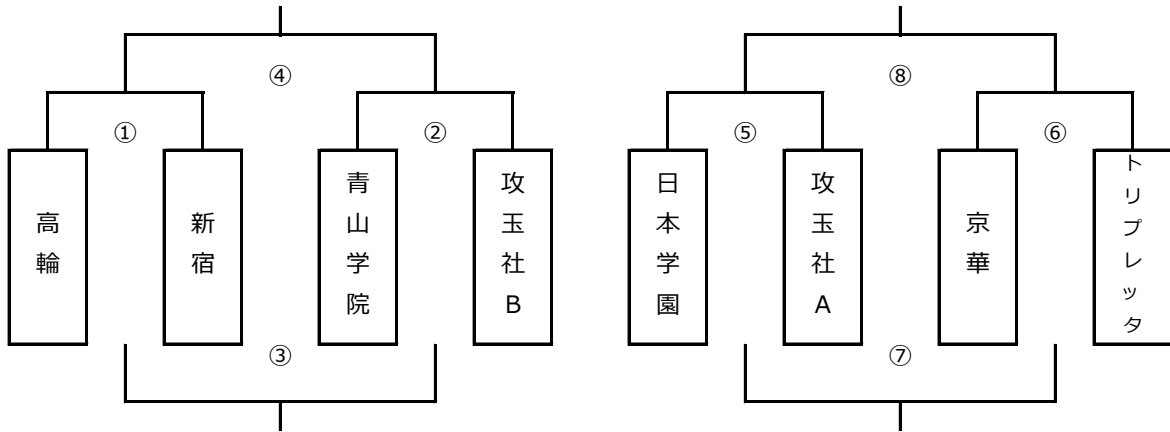 ④
⑧
①
②
⑤
⑥
高輪
新宿
青山学院
攻玉社B
日本学園
攻玉社A
京華
トリプレッタ
③
⑦